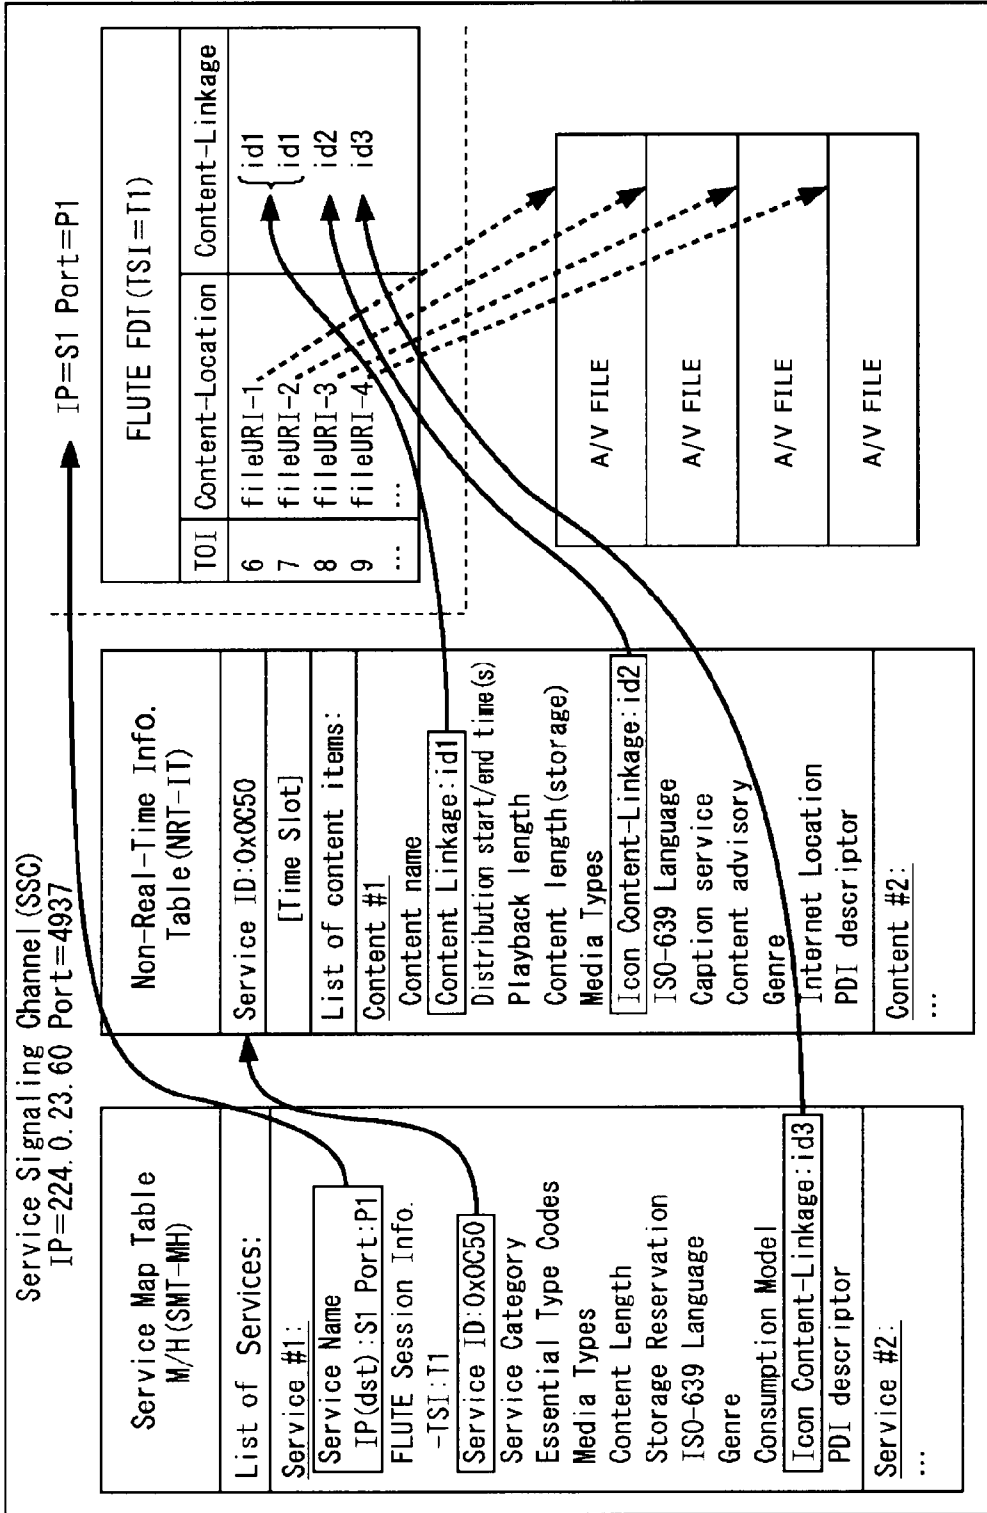 Service Signaling Channel(SSC)
IP=224.0.23.60 Port=4937
IP=S1 Port=P1
Service Map Table
M/H(SMT-MH)
List of Services:
Service #1:
Service Name
IP(dst):S1 Port:P1
FLUTE Session Info.
-TSI:T1
Service ID:0x0C50
Service Category
Essential Type Codes
Media Types
Content Length
Storage Reservation
ISO-639 Language
Genre
Consumption Model
Icon Content-Linkage:id3
PDI descriptor
Service #2:
...
Non-Real-Time Info.
Table(NRT-IT)
Service ID:0x0C50
[Time Slot]
List of content items:
Content #1
Content name
Content Linkage:id1
Distribution start/end time(s)
Playback length
Content length(storage)
Media Types
Icon Content-Linkage:id2
ISO-639 Language
Caption service
Content advisory
Genre
Internet Location
PDI descriptor
Content #2:
...
FLUTE FDT(TSI=T1)
TOI Content-Location Content-Linkage
6 fileURI-1 id1
7 fileURI-2 id1
8 fileURI-3 id2
9 fileURI-4 id3
... ...
A/V FILE
A/V FILE
A/V FILE
A/V FILE